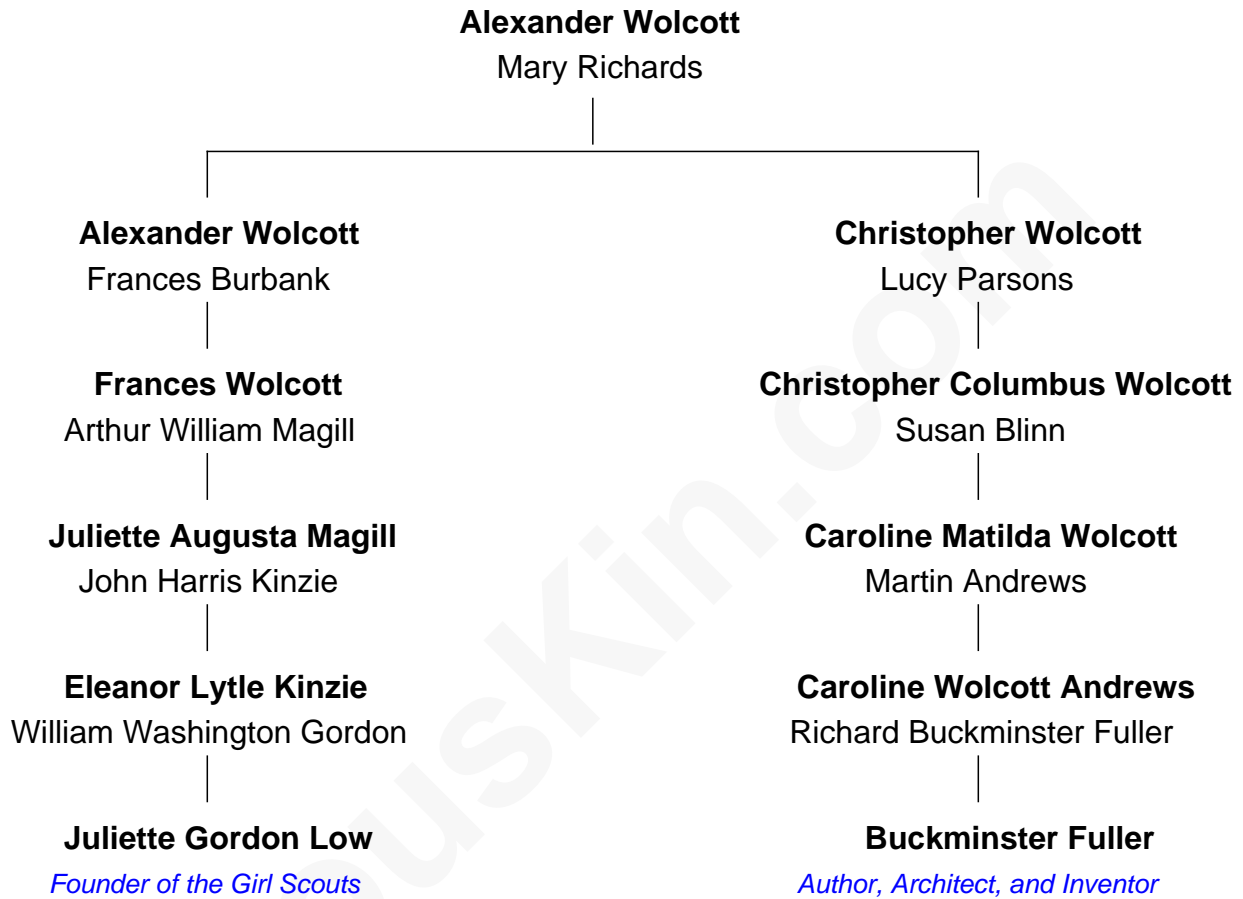 Alexander Wolcott
Mary Richards
Alexander Wolcott
Frances Burbank
Christopher Wolcott
Lucy Parsons
Frances Wolcott
Arthur William Magill
Christopher Columbus Wolcott
Susan Blinn
Juliette Augusta Magill
John Harris Kinzie
Caroline Matilda Wolcott
Martin Andrews
Eleanor Lytle Kinzie
William Washington Gordon
Caroline Wolcott Andrews
Richard Buckminster Fuller
Juliette Gordon Low
Founder of the Girl Scouts
Buckminster Fuller
Author, Architect, and Inventor